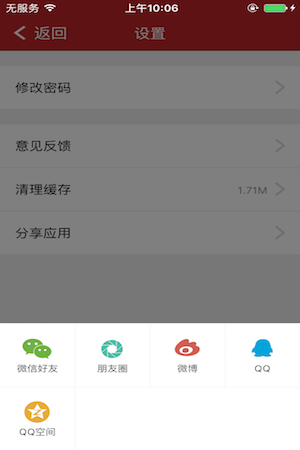 无服务 上午10:06
返回 设置
修改密码
意见反馈
清理缓存 1.71M
分享应用
微信好友 朋友圈 微博 QQ
QQ空间